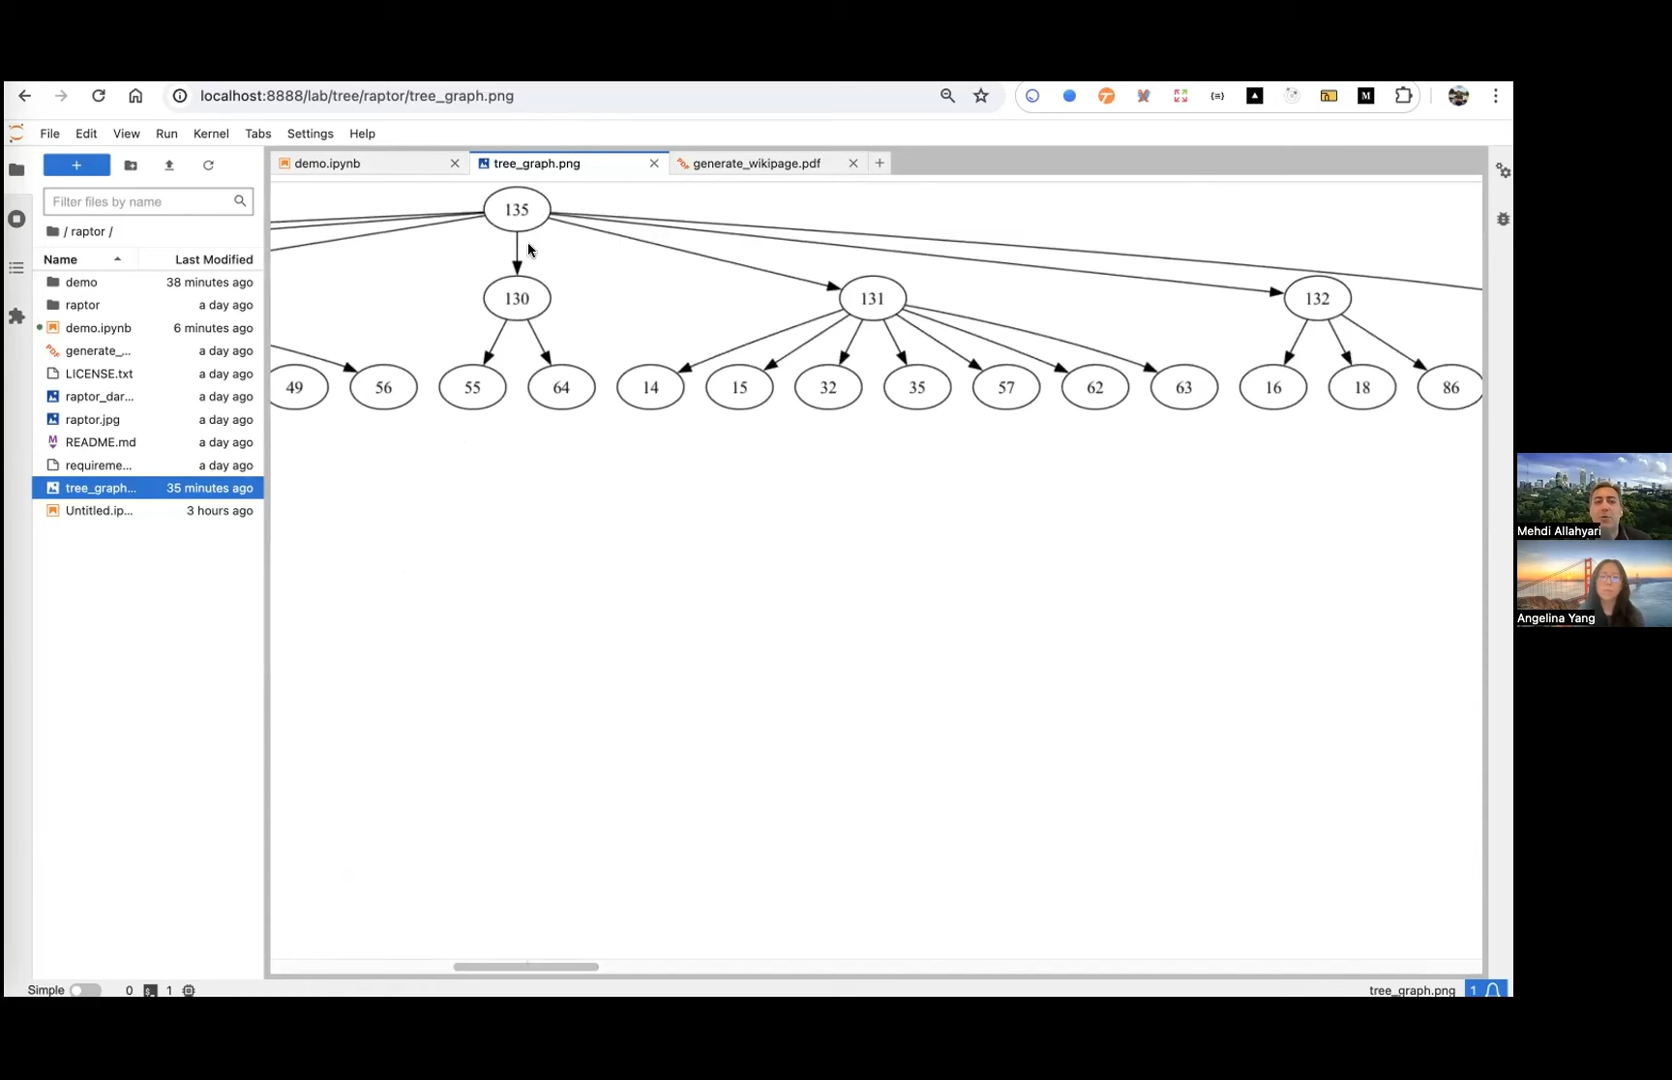 localhost:8888/lab/tree/raptor/tree_graph.png
File Edit View Run Kernel Tabs Settings Help
demo.ipynb
tree_graph.png
generate_wikipage.pdf
Filter files by name
/ raptor /
Name Last Modified
demo 38 minutes ago
raptor a day ago
demo.ipynb 6 minutes ago
generate_... a day ago
LICENSE.txt a day ago
raptor_dar... a day ago
raptor.jpg a day ago
README.md a day ago
requireme... a day ago
tree_graph... 35 minutes ago
Untitled.ip... 3 hours ago
135
130 131 132
49 56 55 64 14 15 32 35 57 62 63 16 18 86
Mehdi Allahyari
Angelina Yang
Simple 0 1
tree_graph.png 1